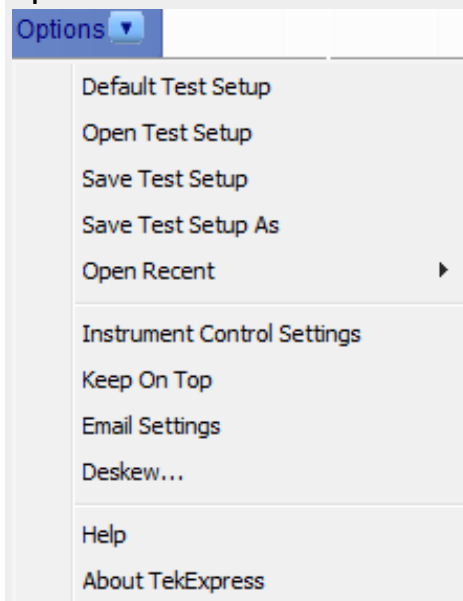 Options
Default Test Setup
Open Test Setup
Save Test Setup
Save Test Setup As
Open Recent
Instrument Control Settings
Keep On Top
Email Settings
Deskew...
Help
About TekExpress